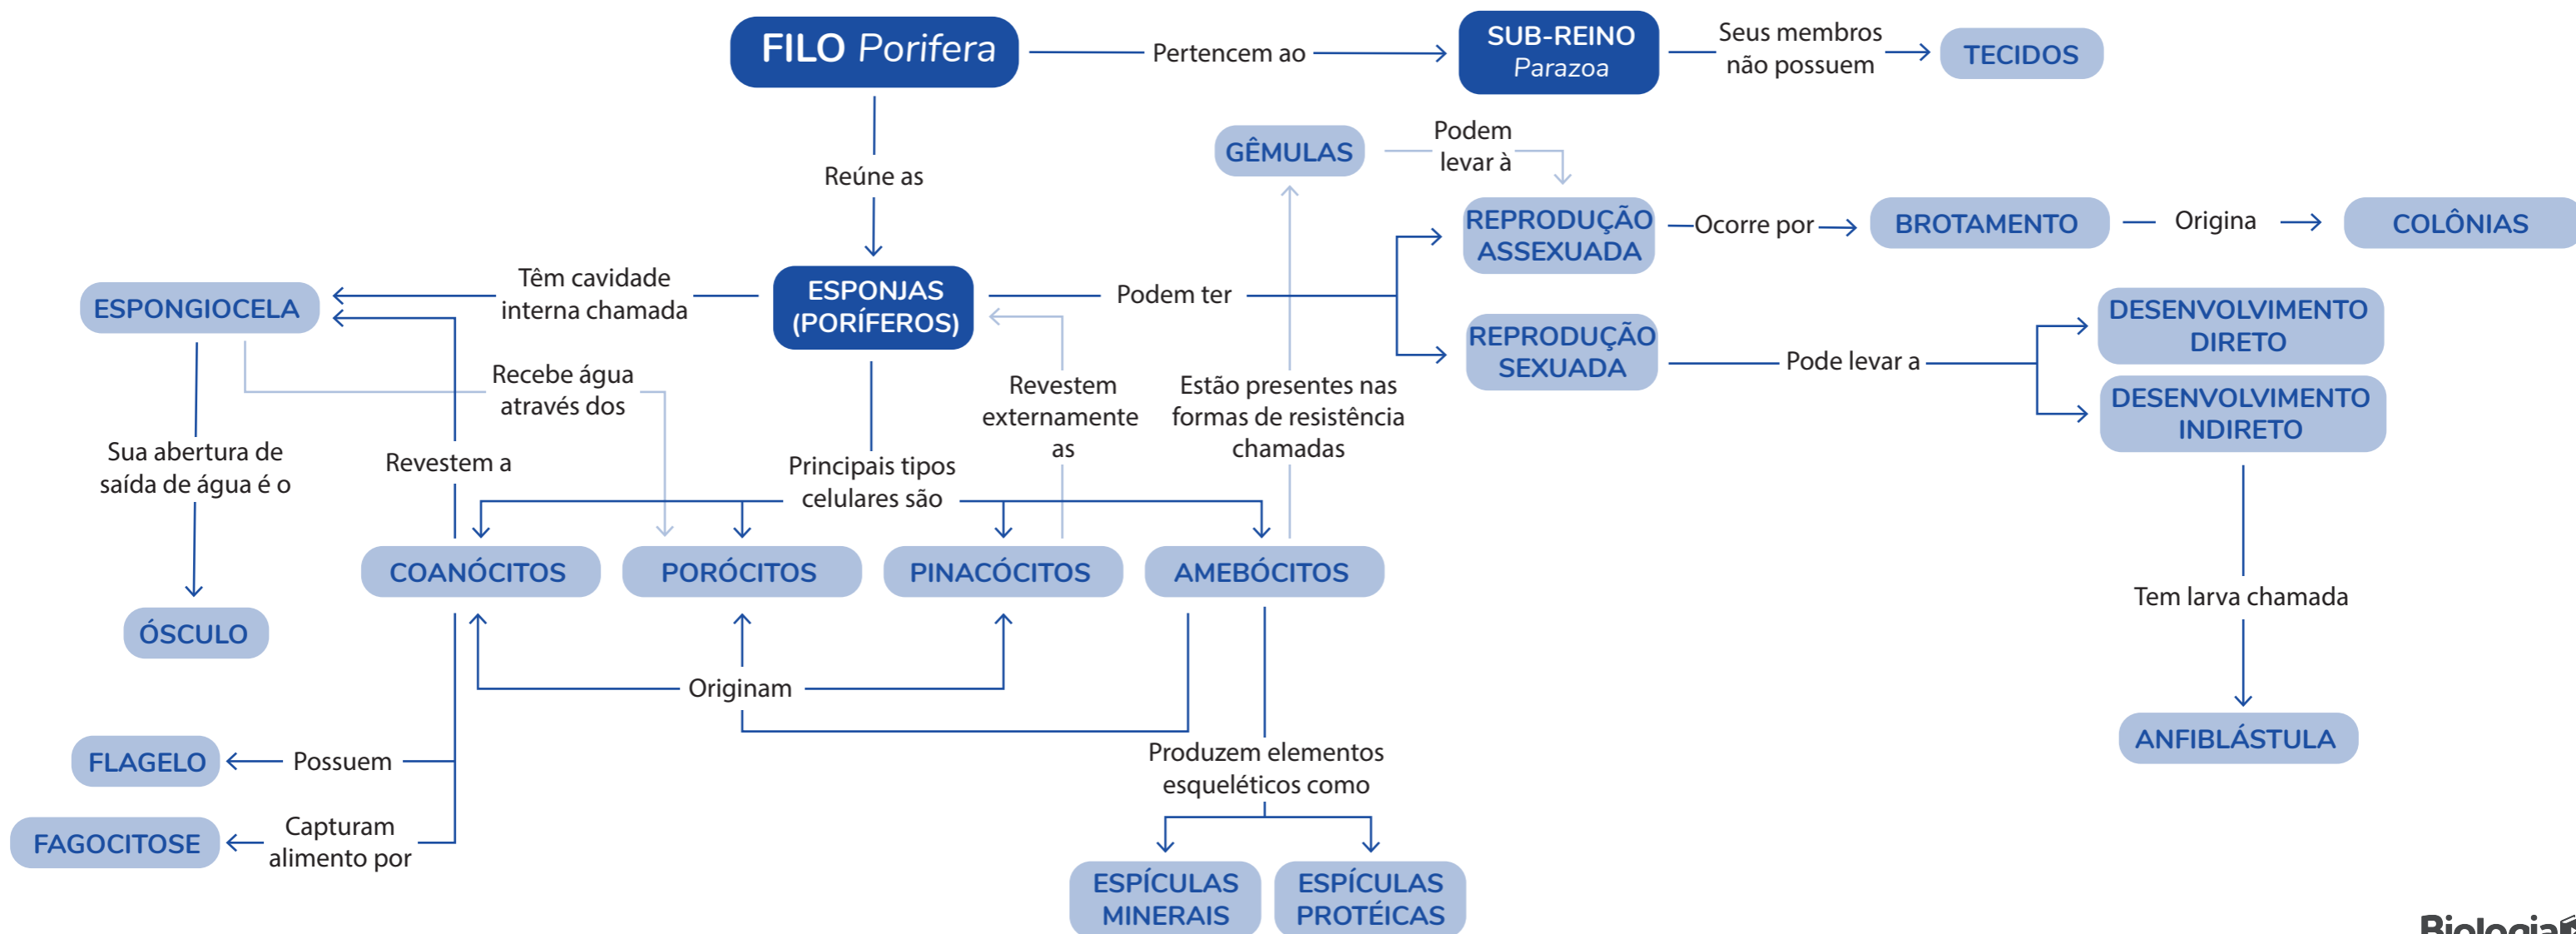 FILO Porifera
Pertencem ao
SUB-REINO
Parazoa
Seus membros
não possuem
TECIDOS
Reúne as
GÊMULAS
Podem
levar à
REPRODUÇÃO
ASSEXUADA
Ocorre por
BROTAMENTO
Origina
COLÔNIAS
ESPONGIOCELA
Têm cavidade
interna chamada
ESPONJAS
(PORÍFEROS)
Podem ter
REPRODUÇÃO
SEXUADA
Pode levar a
DESENVOLVIMENTO
DIRETO
DESENVOLVIMENTO
INDIRETO
Recebe água
através dos
Revestem
externamente
as
Estão presentes nas
formas de resistência
chamadas
Sua abertura de
saída de água é o
Revestem a
Principais tipos
celulares são
COANÓCITOS
PORÓCITOS
PINACÓCITOS
AMEBÓCITOS
Tem larva chamada
ÓSCULO
Originam
ANFIBLÁSTULA
FLAGELO
Possuem
Produzem elementos
esqueléticos como
FAGOCITOSE
Capturam
alimento por
ESPÍCULAS
MINERAIS
ESPÍCULAS
PROTÉICAS
Biologia